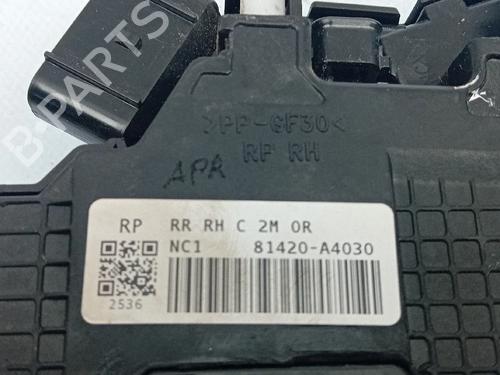 >PP-GF30<
RP RH
APA
RP RR RH C 2M OR
NC1 81420-A4030
2536
B-PARTS